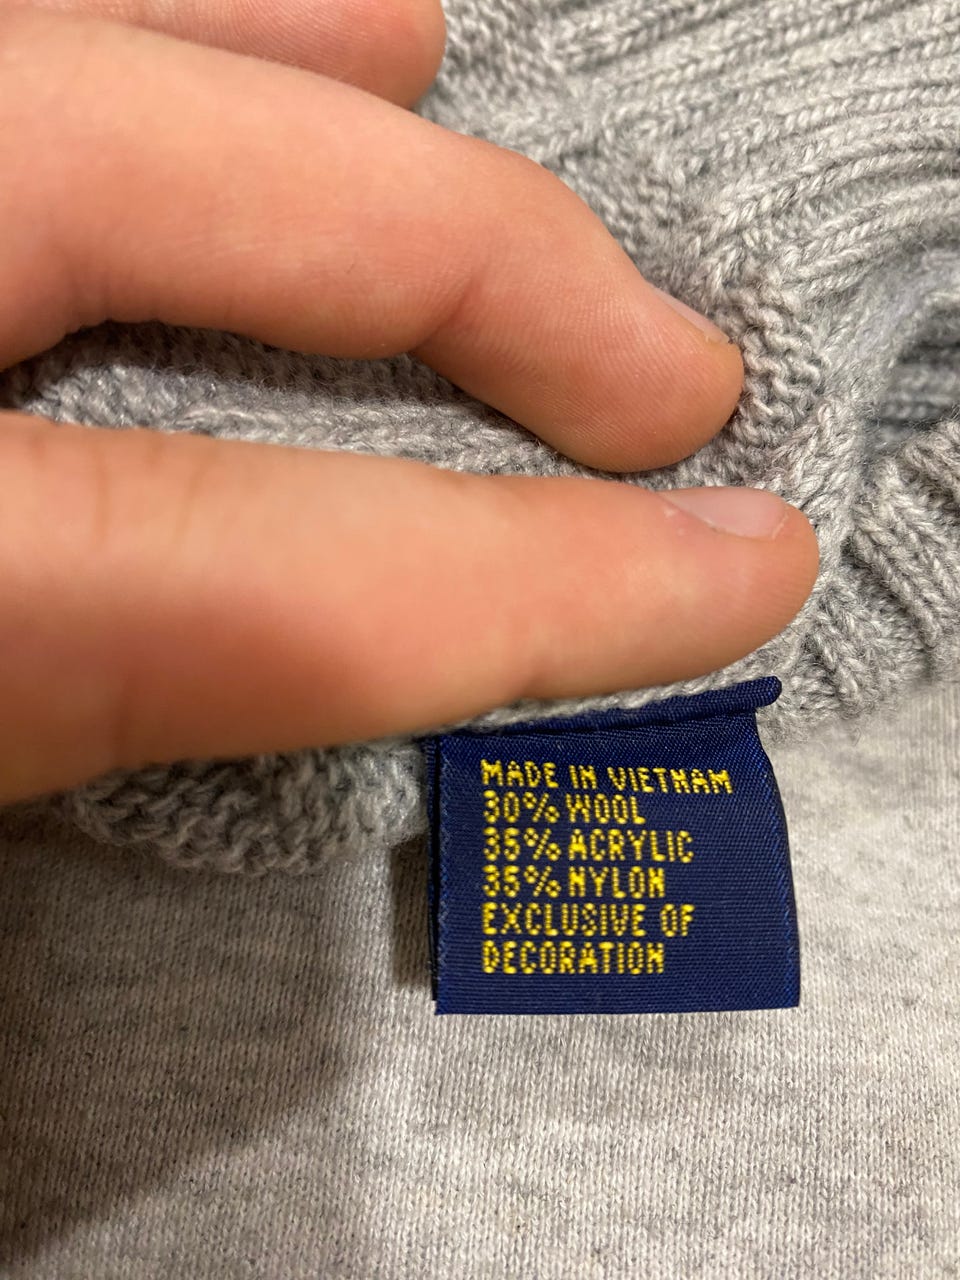 MADE IN VIETNAM
30% WOOL
35% ACRYLIC
35% NYLON
EXCLUSIVE OF
DECORATION